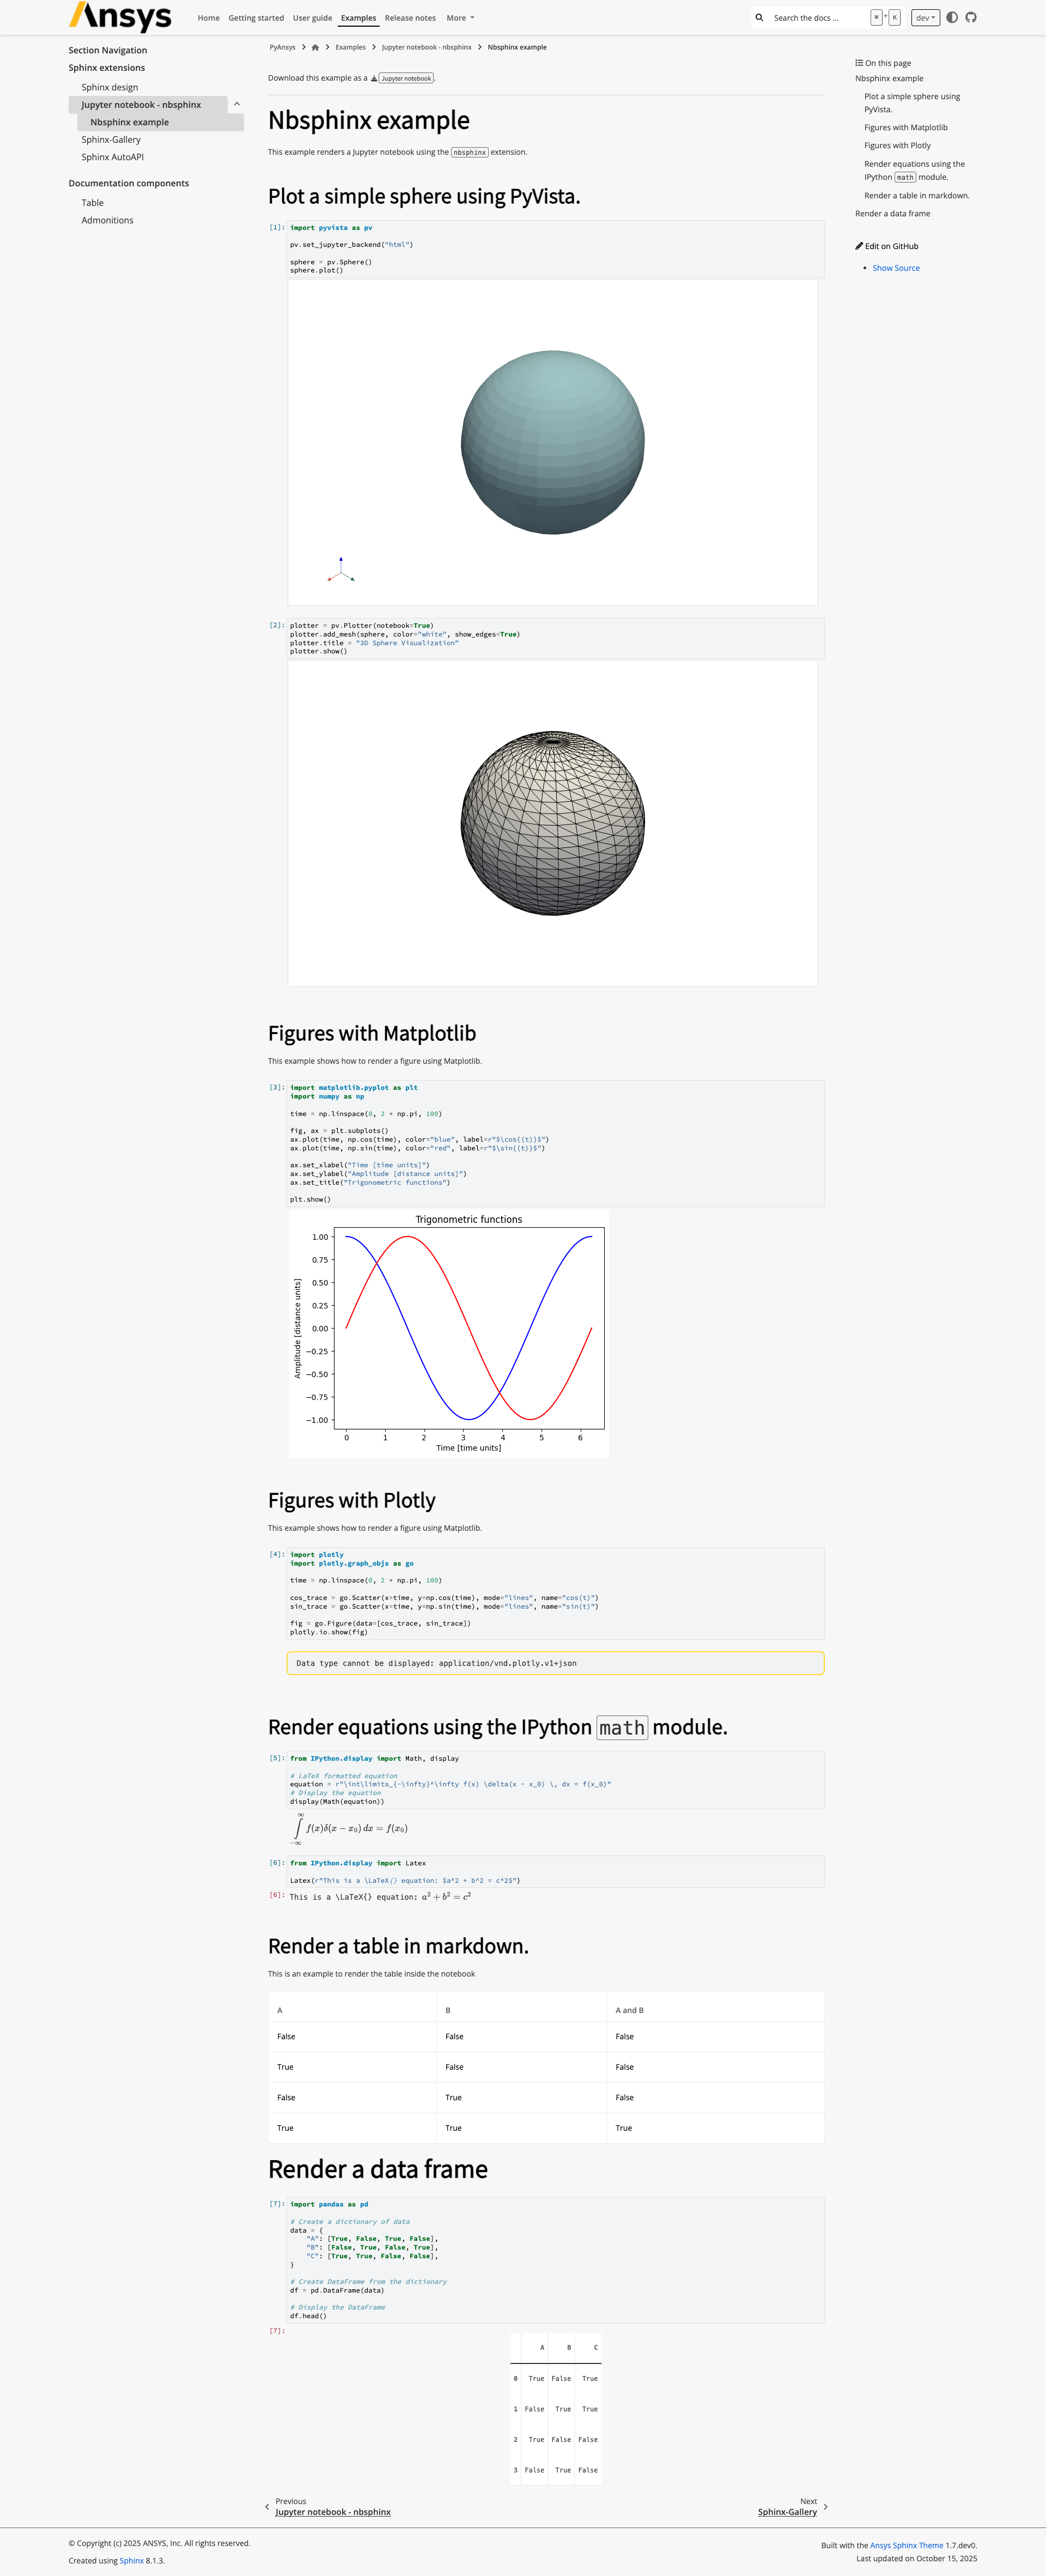 Ansys
Home Getting started User guide Examples Release notes More
Search the docs ... ⌘ + K
dev
Section Navigation
Sphinx extensions
Sphinx design
Jupyter notebook - nbsphinx
Nbsphinx example
Sphinx-Gallery
Sphinx AutoAPI
Documentation components
Table
Admonitions
PyAnsys > > Examples > Jupyter notebook - nbsphinx > Nbsphinx example
Download this example as a Jupyter notebook.
Nbsphinx example
This example renders a Jupyter notebook using the nbsphinx extension.
Plot a simple sphere using PyVista.
[1]: import pyvista as pv
pv.set_jupyter_backend("html")
sphere = pv.Sphere()
sphere.plot()
[2]: plotter = pv.Plotter(notebook=True)
plotter.add_mesh(sphere, color="white", show_edges=True)
plotter.title = "3D Sphere Visualization"
plotter.show()
Figures with Matplotlib
This example shows how to render a figure using Matplotlib.
[3]: import matplotlib.pyplot as plt
import numpy as np
time = np.linspace(0, 2 * np.pi, 100)
fig, ax = plt.subplots()
ax.plot(time, np.cos(time), color="blue", label=r"$\cos{(t)}$")
ax.plot(time, np.sin(time), color="red", label=r"$\sin{(t)}$")
ax.set_xlabel("Time [time units]")
ax.set_ylabel("Amplitude [distance units]")
ax.set_title("Trigonometric functions")
plt.show()
Trigonometric functions
Amplitude [distance units]
1.00
0.75
0.50
0.25
0.00
−0.25
−0.50
−0.75
−1.00
0 1 2 3 4 5 6
Time [time units]
Figures with Plotly
This example shows how to render a figure using Matplotlib.
[4]: import plotly
import plotly.graph_objs as go
time = np.linspace(0, 2 * np.pi, 100)
cos_trace = go.Scatter(x=time, y=np.cos(time), mode="lines", name="cos(t)")
sin_trace = go.Scatter(x=time, y=np.sin(time), mode="lines", name="sin(t)")
fig = go.Figure(data=[cos_trace, sin_trace])
plotly.io.show(fig)
Data type cannot be displayed: application/vnd.plotly.v1+json
Render equations using the IPython math module.
[5]: from IPython.display import Math, display
# LaTeX formatted equation
equation = r"\int\limits_{-\infty}^\infty f(x) \delta(x - x_0) \, dx = f(x_0)"
# Display the equation
display(Math(equation))
∫_{−∞}^{∞} f(x)δ(x − x₀) dx = f(x₀)
[6]: from IPython.display import Latex
Latex(r"This is a \LaTeX{} equation: $a^2 + b^2 = c^2$")
[6]: This is a \LaTeX{} equation: a² + b² = c²
Render a table in markdown.
This is an example to render the table inside the notebook
A B A and B
False False False
True False False
False True False
True True True
Render a data frame
[7]: import pandas as pd
# Create a dictionary of data
data = {
"A": [True, False, True, False],
"B": [False, True, False, True],
"C": [True, True, False, False],
}
# Create DataFrame from the dictionary
df = pd.DataFrame(data)
# Display the DataFrame
df.head()
[7]:
A B C
0 True False True
1 False True True
2 True False False
3 False True False
Previous
Jupyter notebook - nbsphinx
Next
Sphinx-Gallery
On this page
Nbsphinx example
Plot a simple sphere using
PyVista.
Figures with Matplotlib
Figures with Plotly
Render equations using the
IPython math module.
Render a table in markdown.
Render a data frame
Edit on GitHub
Show Source
© Copyright (c) 2025 ANSYS, Inc. All rights reserved.
Created using Sphinx 8.1.3.
Built with the Ansys Sphinx Theme 1.7.dev0.
Last updated on October 15, 2025